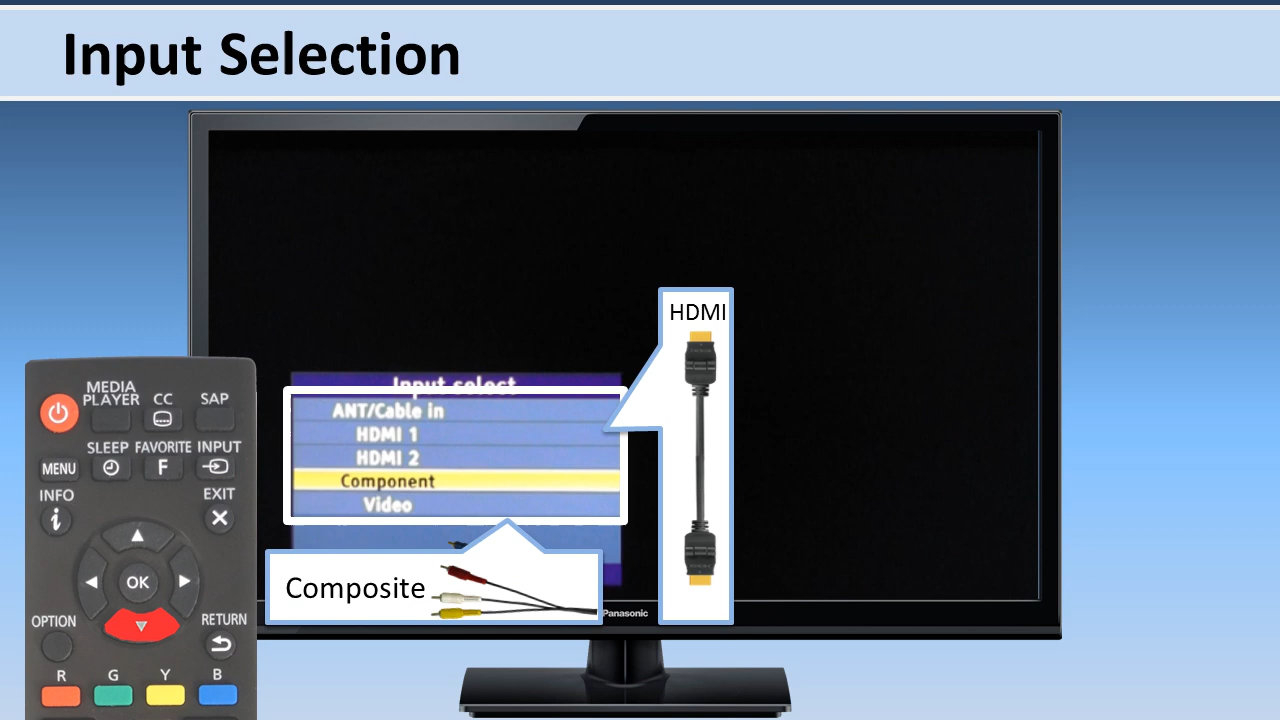 Input Selection
HDMI
Input select
ANT/Cable in
HDMI 1
HDMI 2
Component
Video
Composite
Panasonic
MEDIA
PLAYER CC SAP
SLEEP FAVORITE INPUT
MENU F
INFO EXIT
i
OK
OPTION RETURN
R G Y B